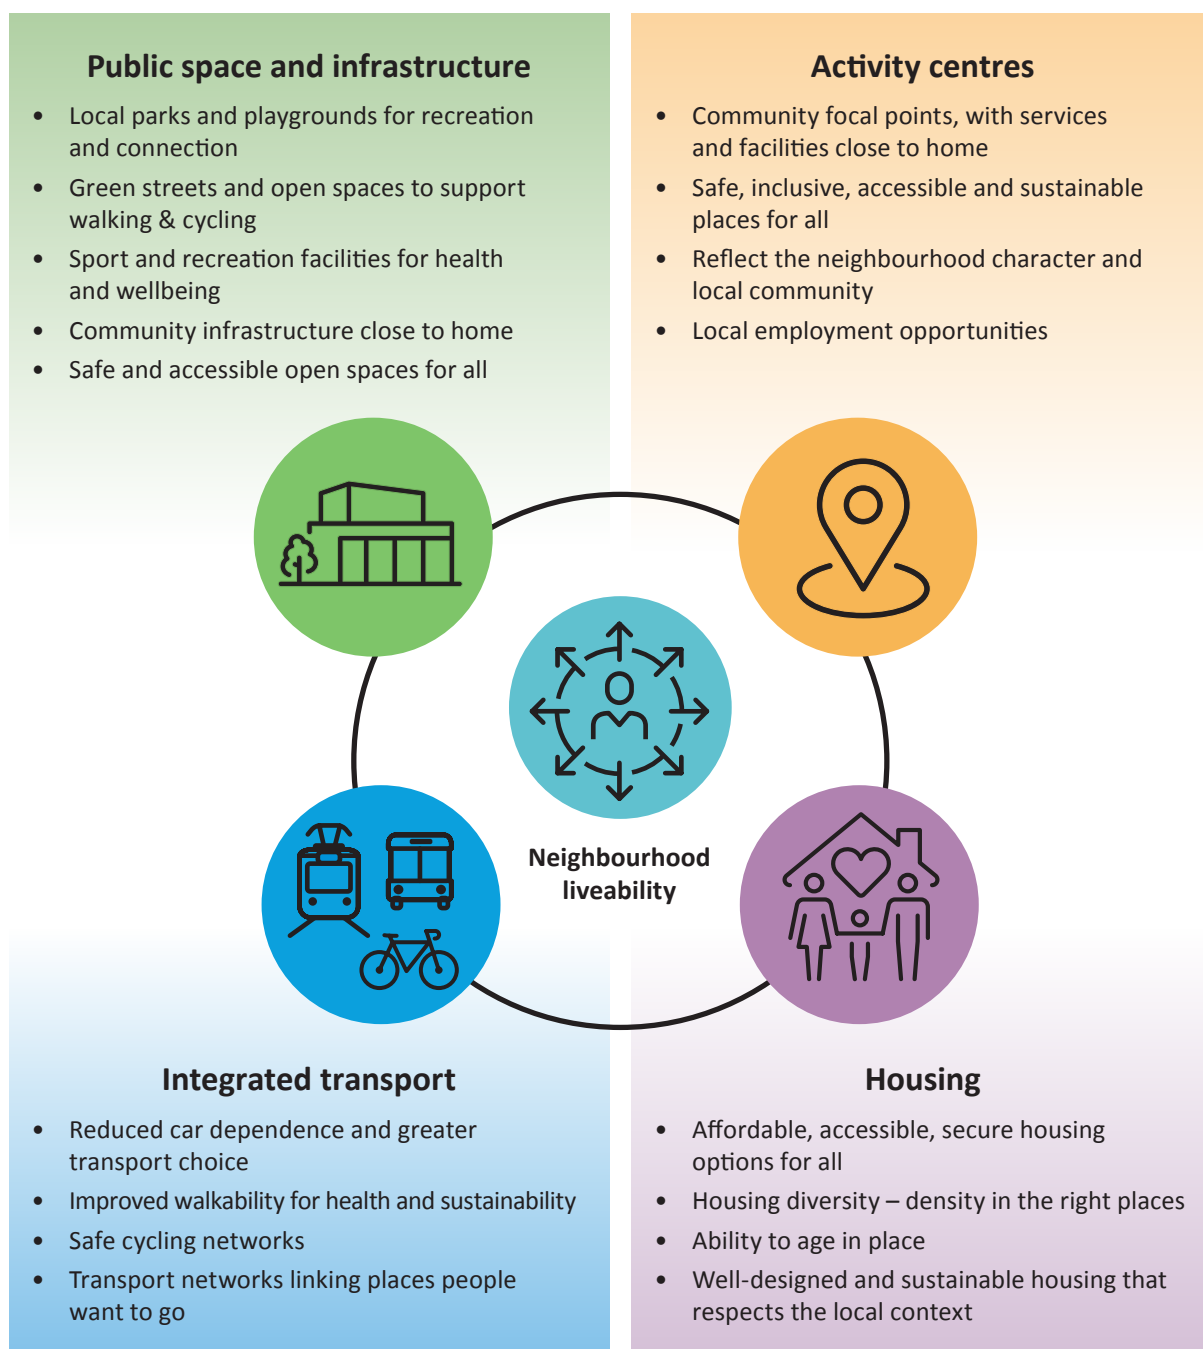 Public space and infrastructure
• Local parks and playgrounds for recreation
and connection
• Green streets and open spaces to support
walking & cycling
• Sport and recreation facilities for health
and wellbeing
• Community infrastructure close to home
• Safe and accessible open spaces for all
Activity centres
• Community focal points, with services
and facilities close to home
• Safe, inclusive, accessible and sustainable
places for all
• Reflect the neighbourhood character and
local community
• Local employment opportunities
Neighbourhood
liveability
Integrated transport
• Reduced car dependence and greater
transport choice
• Improved walkability for health and sustainability
• Safe cycling networks
• Transport networks linking places people
want to go
Housing
• Affordable, accessible, secure housing
options for all
• Housing diversity – density in the right places
• Ability to age in place
• Well-designed and sustainable housing that
respects the local context